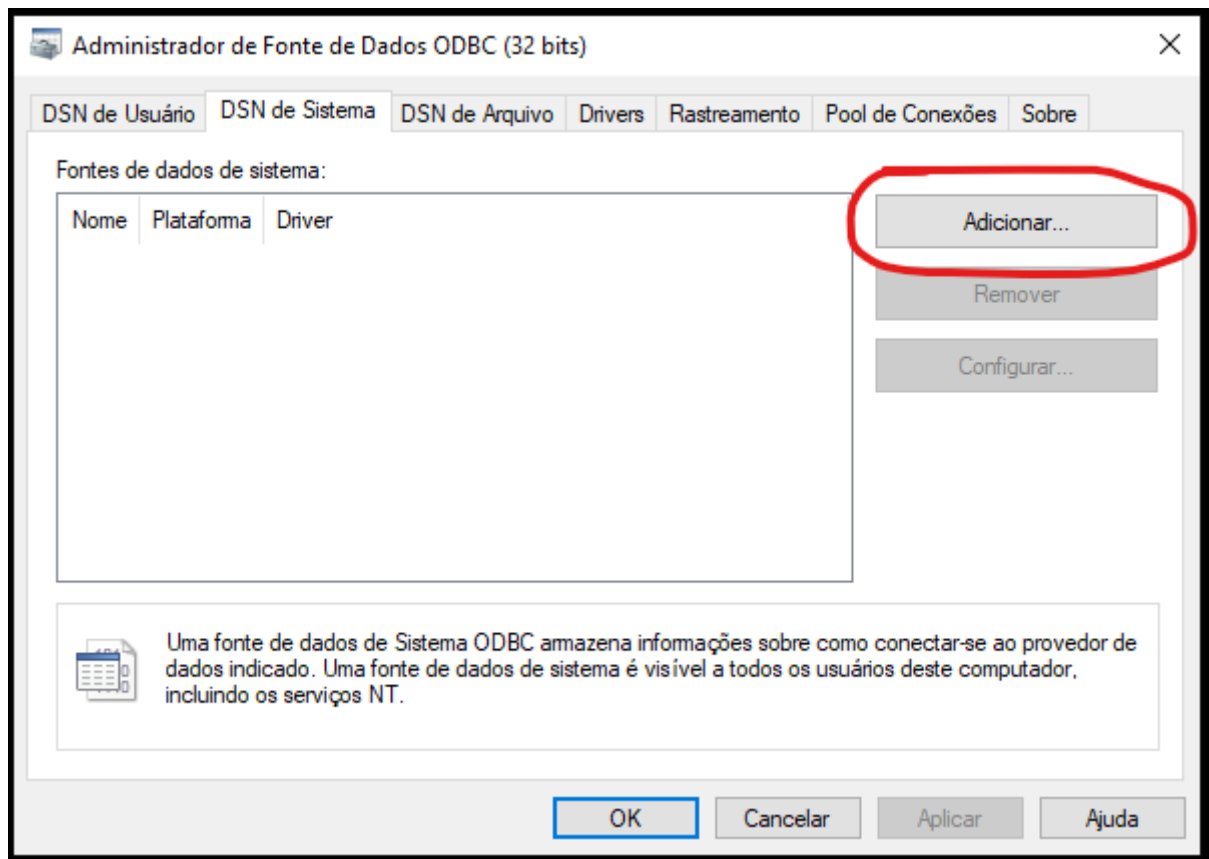 Administrador de Fonte de Dados ODBC (32 bits)
DSN de Usuário DSN de Sistema DSN de Arquivo Drivers Rastreamento Pool de Conexões Sobre
Fontes de dados de sistema:
Nome Plataforma Driver
Adicionar...
Remover
Configurar...
Uma fonte de dados de Sistema ODBC armazena informações sobre como conectar-se ao provedor de
dados indicado. Uma fonte de dados de sistema é visível a todos os usuários deste computador,
incluindo os serviços NT.
OK Cancelar Aplicar Ajuda